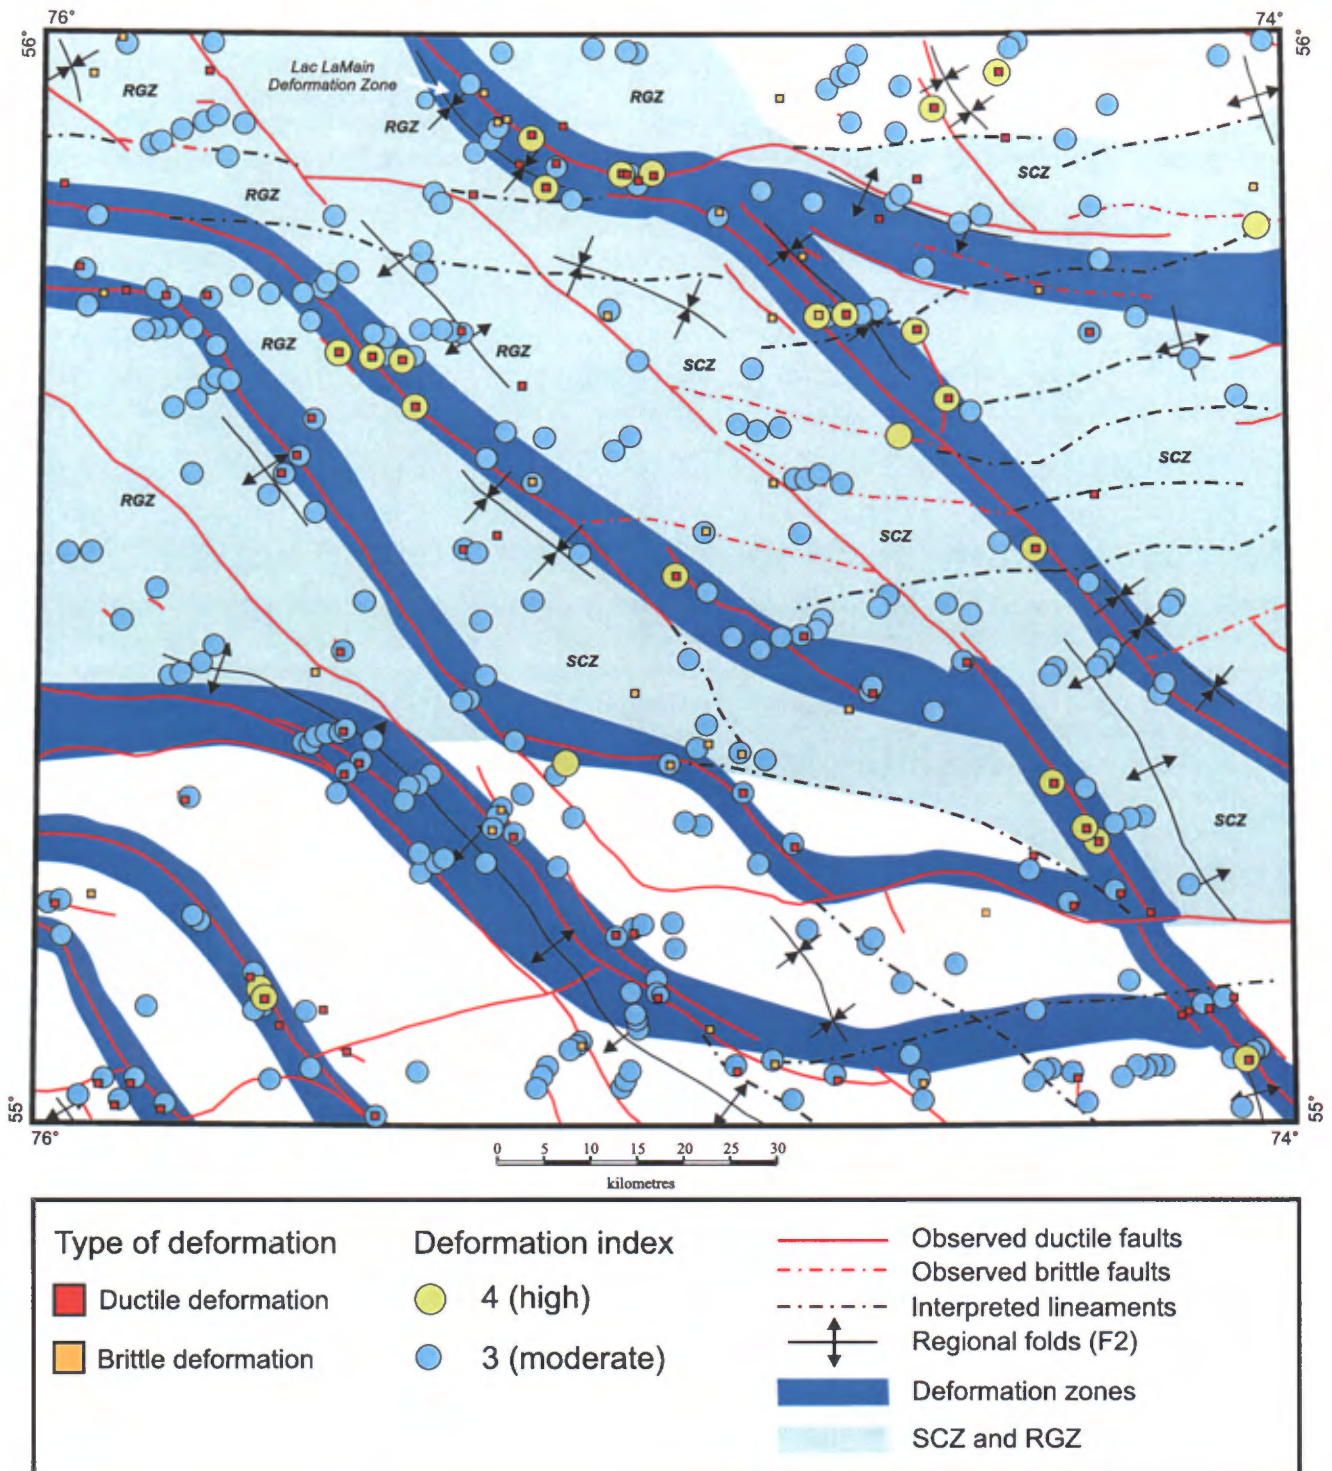 76°
74°
56°
56°
Lac LaMain
Deformation Zone
RGZ
RGZ
RGZ
SCZ
RGZ
RGZ
RGZ
SCZ
SCZ
RGZ
SCZ
SCZ
SCZ
55°
55°
76°
74°
0 5 10 15 20 25 30
kilometres
Type of deformation
Ductile deformation
Brittle deformation
Deformation index
4 (high)
3 (moderate)
Observed ductile faults
Observed brittle faults
Interpreted lineaments
Regional folds (F2)
Deformation zones
SCZ and RGZ